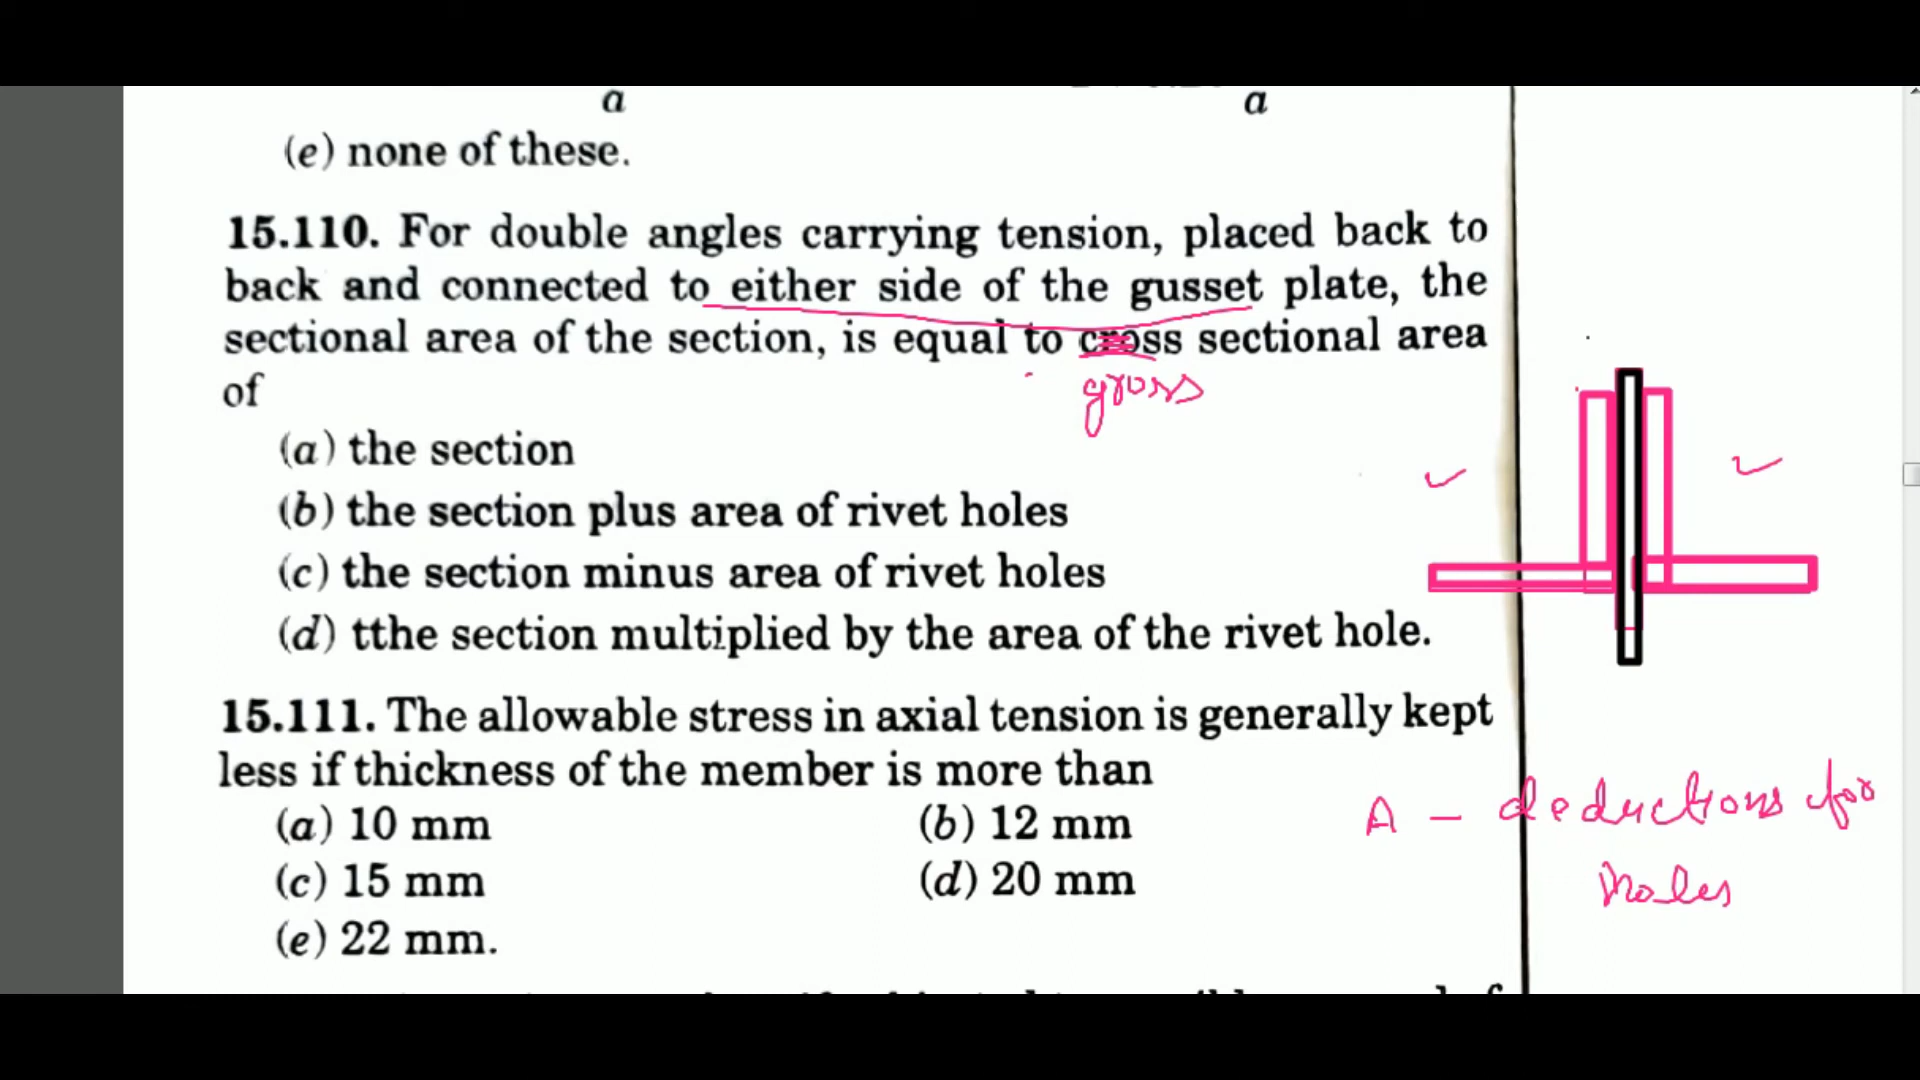 a a
(e) none of these.
15.110. For double angles carrying tension, placed back to
back and connected to either side of the gusset plate, the
sectional area of the section, is equal to cross sectional area
of
gross
(a) the section
(b) the section plus area of rivet holes
(c) the section minus area of rivet holes
(d) tthe section multiplied by the area of the rivet hole.
15.111. The allowable stress in axial tension is generally kept
less if thickness of the member is more than
(a) 10 mm (b) 12 mm
(c) 15 mm (d) 20 mm
(e) 22 mm.
A - deductions for
holes